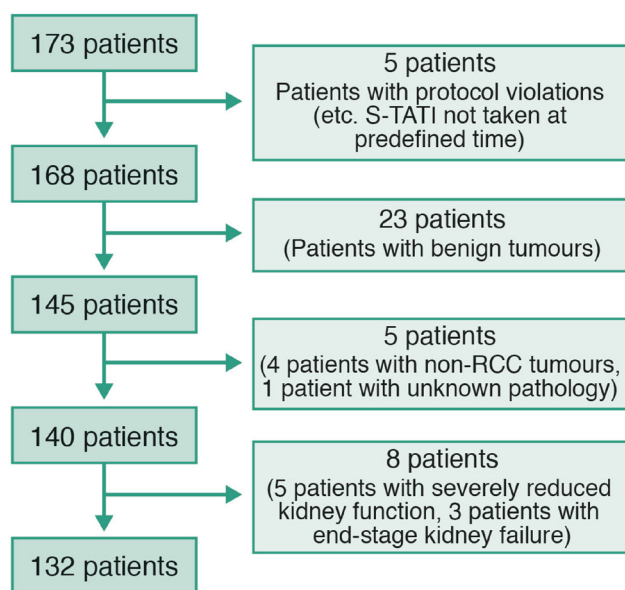 173 patients
5 patients
Patients with protocol violations
(etc. S-TATI not taken at
predefined time)
168 patients
23 patients
(Patients with benign tumours)
145 patients
5 patients
(4 patients with non-RCC tumours,
1 patient with unknown pathology)
140 patients
8 patients
(5 patients with severely reduced
kidney function, 3 patients with
end-stage kidney failure)
132 patients